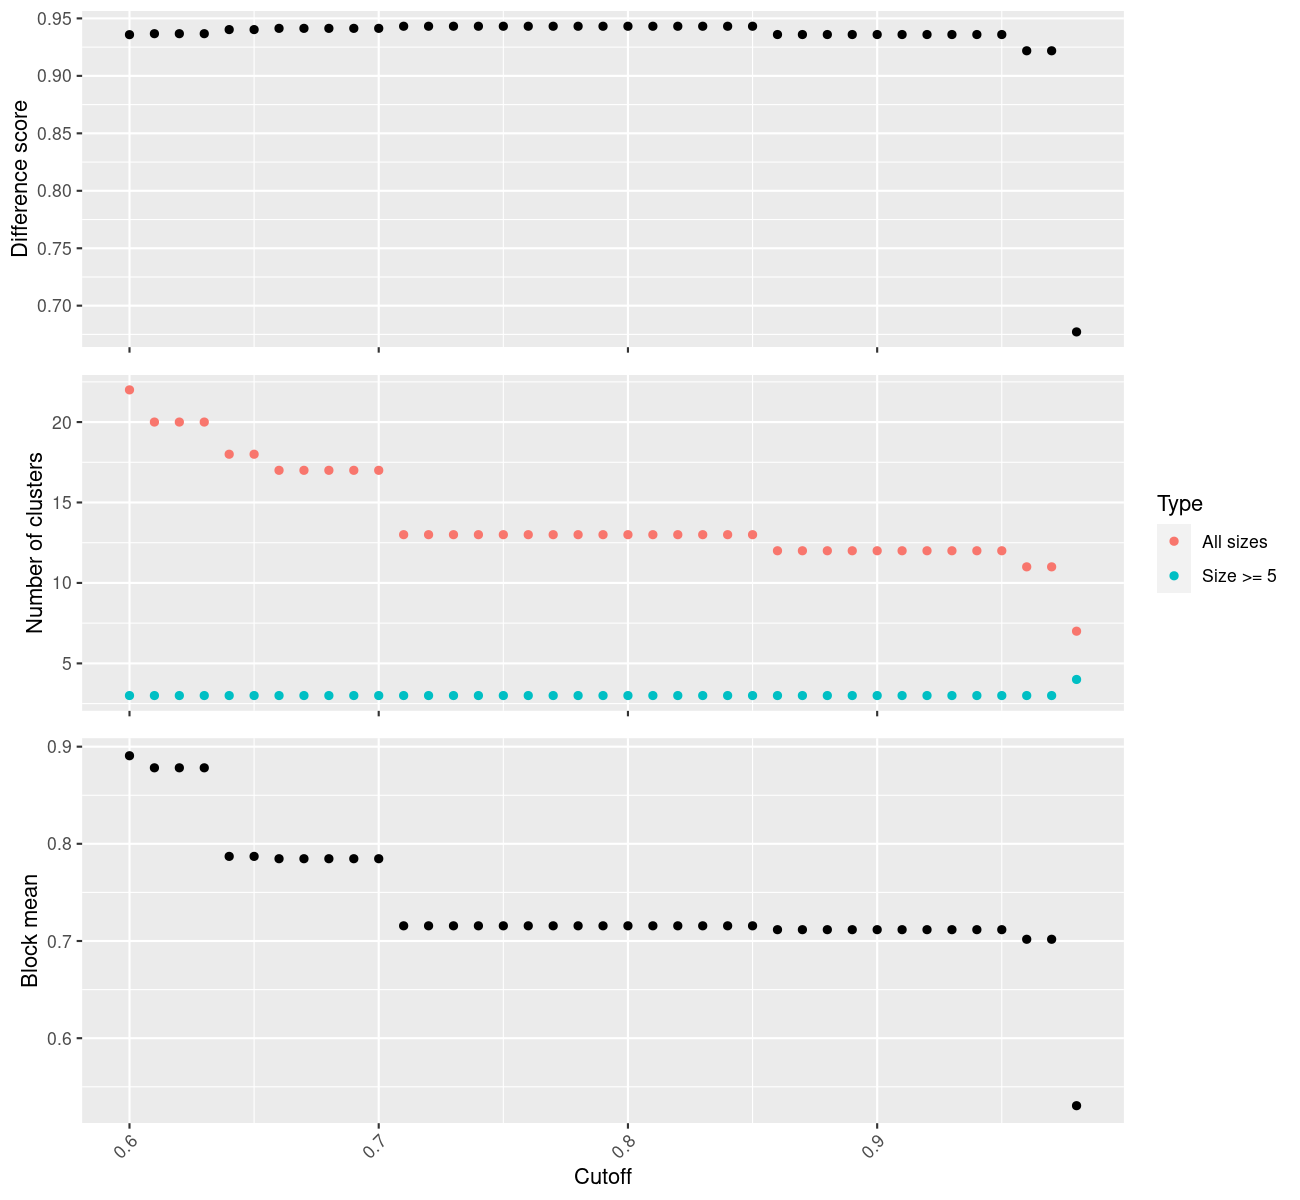 Difference score
0.95
0.90
0.85
0.80
0.75
0.70
Number of clusters
20
15
10
5
Type
All sizes
Size >= 5
Block mean
0.9
0.8
0.7
0.6
0.6 0.7 0.8 0.9
Cutoff